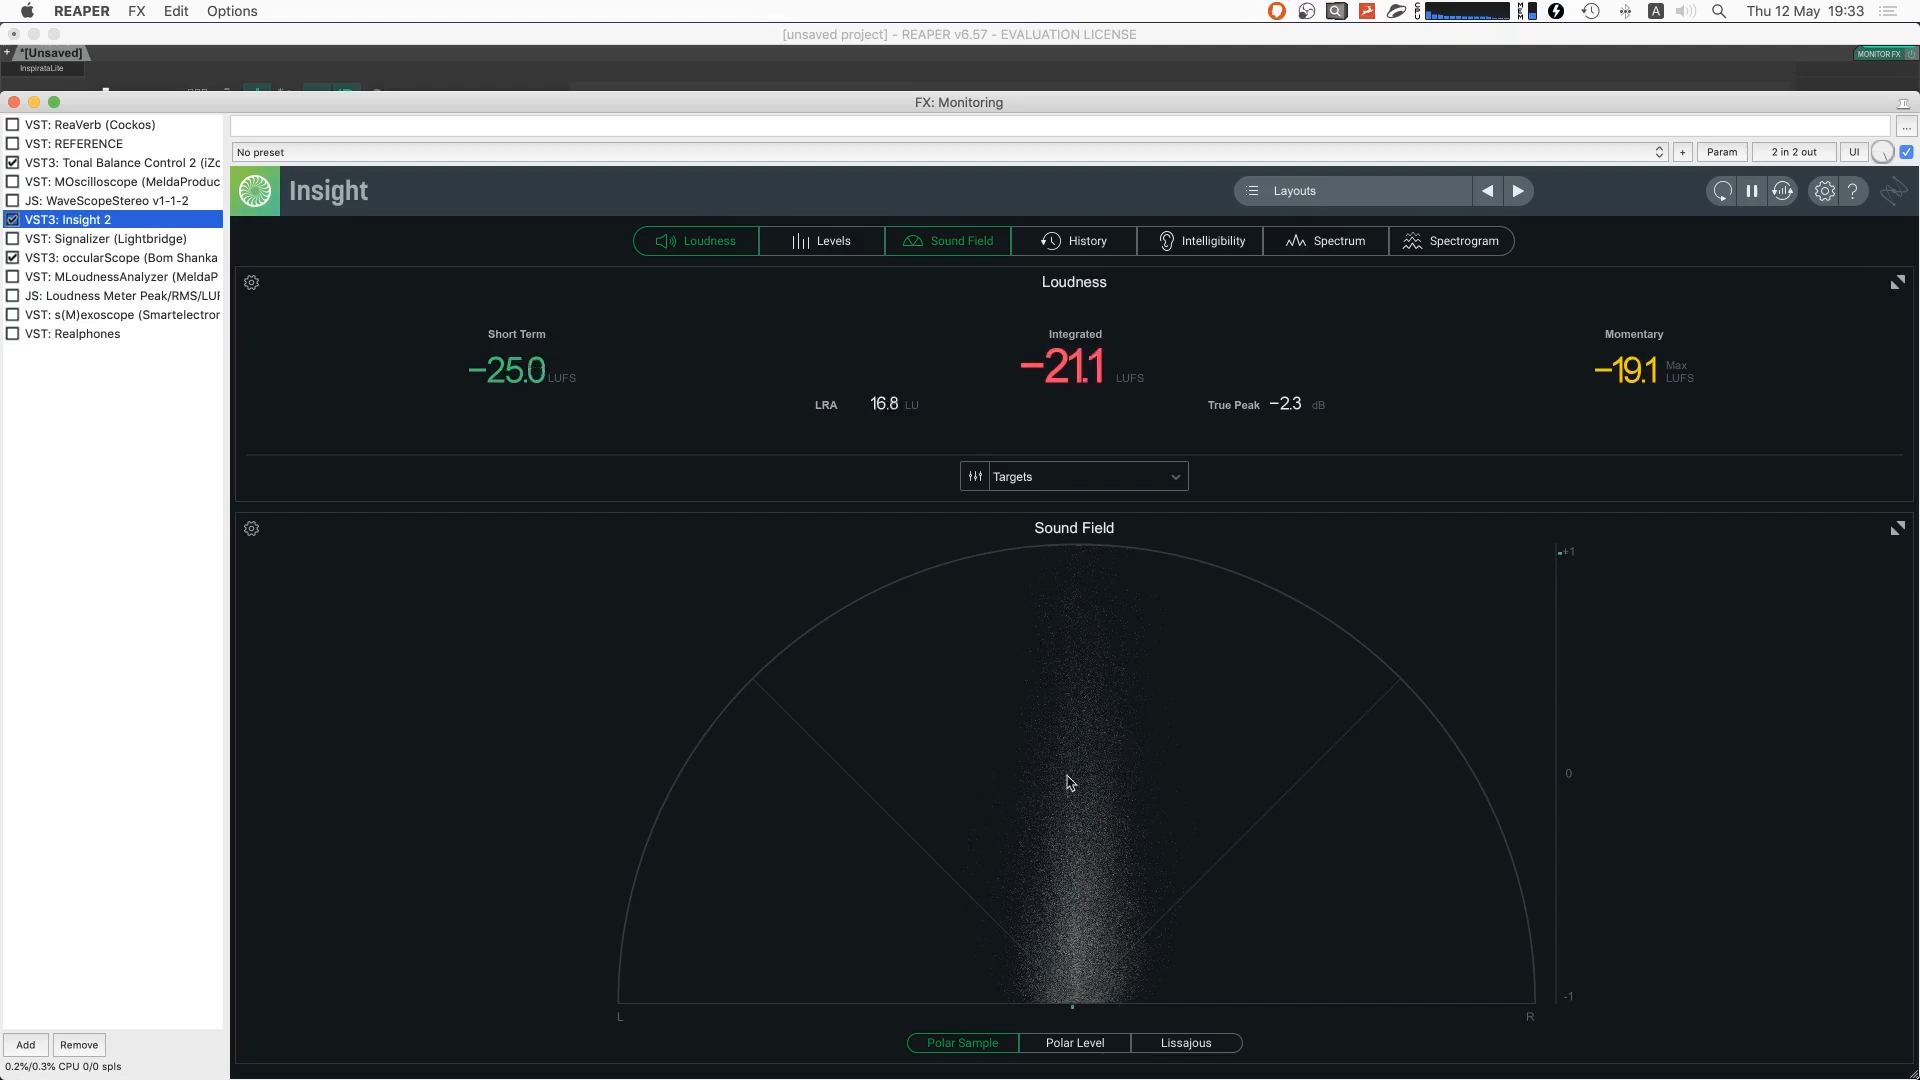 REAPER FX Edit Options Thu 12 May 19:33
[unsaved project] - REAPER v6.57 - EVALUATION LICENSE
+ *[Unsaved] MONITOR FX
InspirataLite
FX: Monitoring
VST: ReaVerb (Cockos)
VST: REFERENCE
VST3: Tonal Balance Control 2 (iZo
VST: MOscilloscope (MeldaProduc
JS: WaveScopeStereo v1-1-2
VST3: Insight 2
VST: Signalizer (Lightbridge)
VST3: occularScope (Bom Shanka
VST: MLoudnessAnalyzer (MeldaP
JS: Loudness Meter Peak/RMS/LUF
VST: s(M)exoscope (Smartelectror
VST: Realphones
...
No preset + Param 2 in 2 out UI
Insight Layouts ?
Loudness Levels Sound Field History Intelligibility Spectrum Spectrogram
Loudness
Short Term Integrated Momentary
-25.0 LUFS -21.1 LUFS -19.1 Max LUFS
LRA 16.8 LU True Peak -2.3 dB
Targets
Sound Field
+1
0
-1
L R
Polar Sample Polar Level Lissajous
Add Remove
0.2%/0.3% CPU 0/0 spls